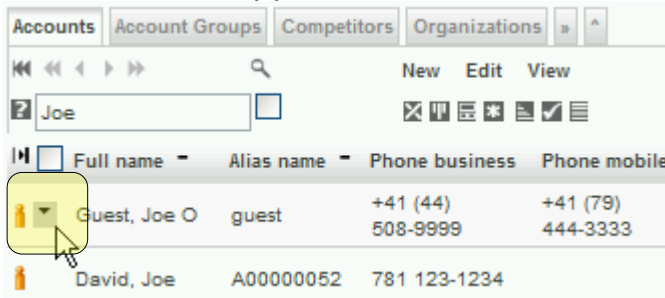 Accounts Account Groups Competitors Organizations » ^
New Edit View
? Joe
Full name Alias name Phone business Phone mobile
Guest, Joe O guest +41 (44) 508-9999 +41 (79) 444-3333
David, Joe A00000052 781 123-1234